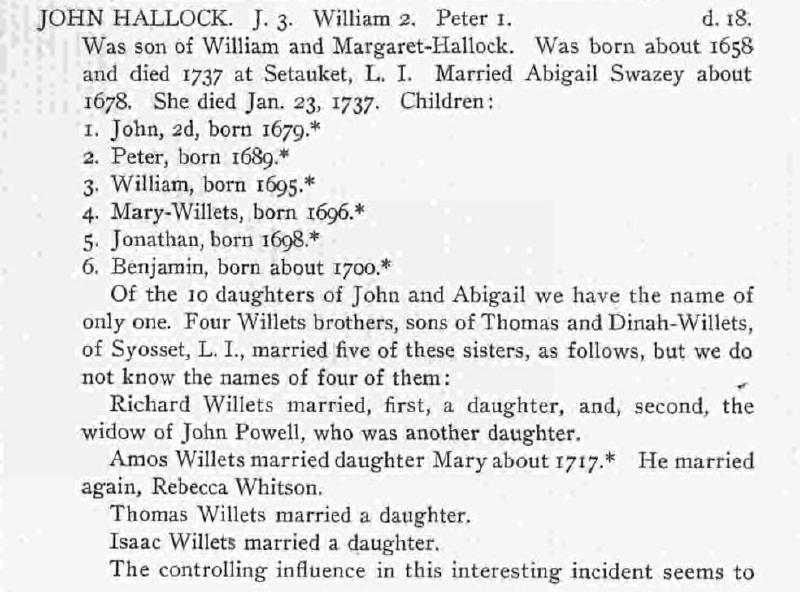 JOHN HALLOCK. J. 3. William 2. Peter 1. d. 18.
Was son of William and Margaret-Hallock. Was born about 1658
and died 1737 at Setauket, L. I. Married Abigail Swazey about
1678. She died Jan. 23, 1737. Children:
1. John, 2d, born 1679.*
2. Peter, born 1689.*
3. William, born 1695.*
4. Mary-Willets, born 1696.*
5. Jonathan, born 1698.*
6. Benjamin, born about 1700.*
Of the 10 daughters of John and Abigail we have the name of
only one. Four Willets brothers, sons of Thomas and Dinah-Willets,
of Syosset, L. I., married five of these sisters, as follows, but we do
not know the names of four of them:
Richard Willets married, first, a daughter, and, second, the
widow of John Powell, who was another daughter.
Amos Willets married daughter Mary about 1717.* He married
again, Rebecca Whitson.
Thomas Willets married a daughter.
Isaac Willets married a daughter.
The controlling influence in this interesting incident seems to